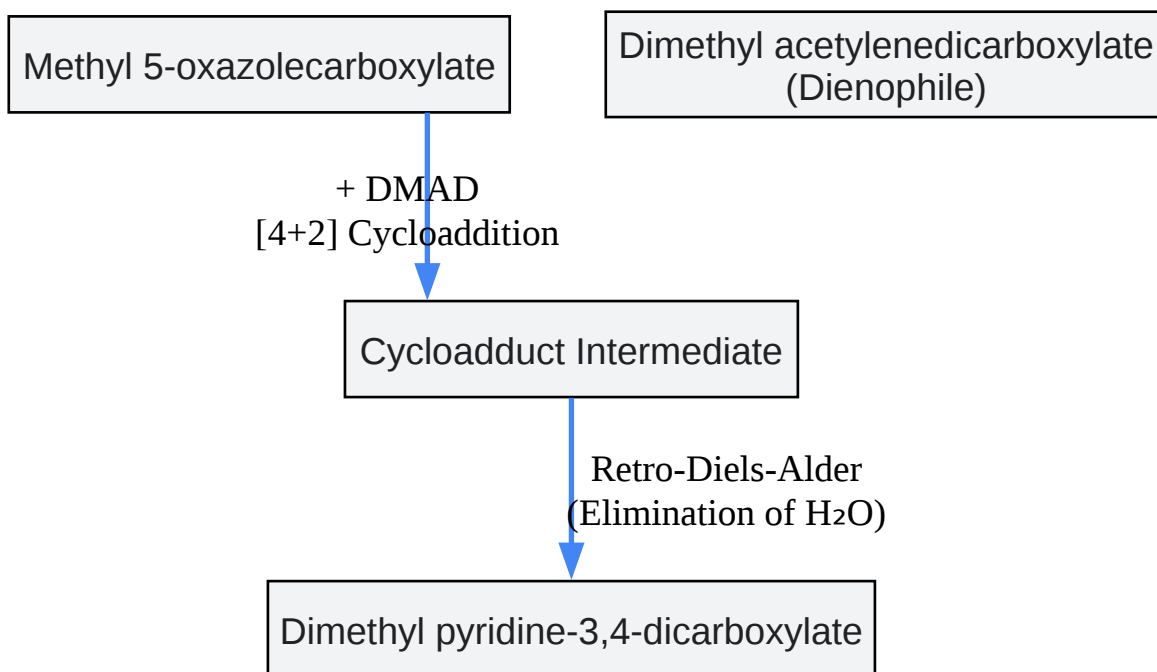 Methyl 5-oxazolecarboxylate
Dimethyl acetylenedicarboxylate
(Dienophile)
+ DMAD
[4+2] Cycloaddition
Cycloadduct Intermediate
Retro-Diels-Alder
(Elimination of H₂O)
Dimethyl pyridine-3,4-dicarboxylate